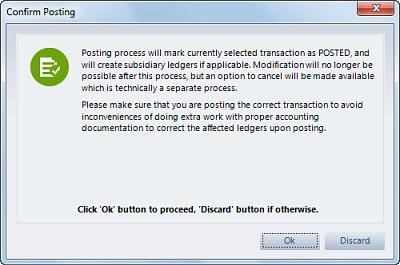 Confirm Posting
Posting process will mark currently selected transaction as POSTED, and
will create subsidiary ledgers if applicable. Modification will no longer be
possible after this process, but an option to cancel will be made available
which is technically a separate process.
Please make sure that you are posting the correct transaction to avoid
inconveniences of doing extra work with proper accounting
documentation to correct the affected ledgers upon posting.
Click 'Ok' button to proceed, 'Discard' button if otherwise.
Ok
Discard